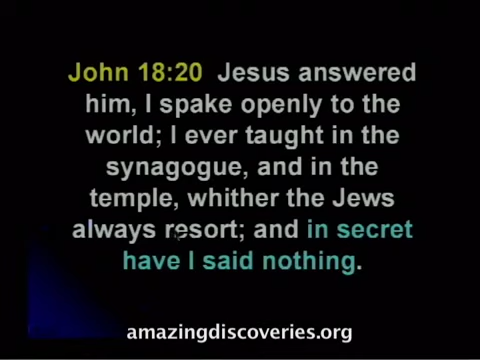 John 18:20 Jesus answered
him, I spake openly to the
world; I ever taught in the
synagogue, and in the
temple, whither the Jews
always resort; and in secret
have I said nothing.
amazingdiscoveries.org